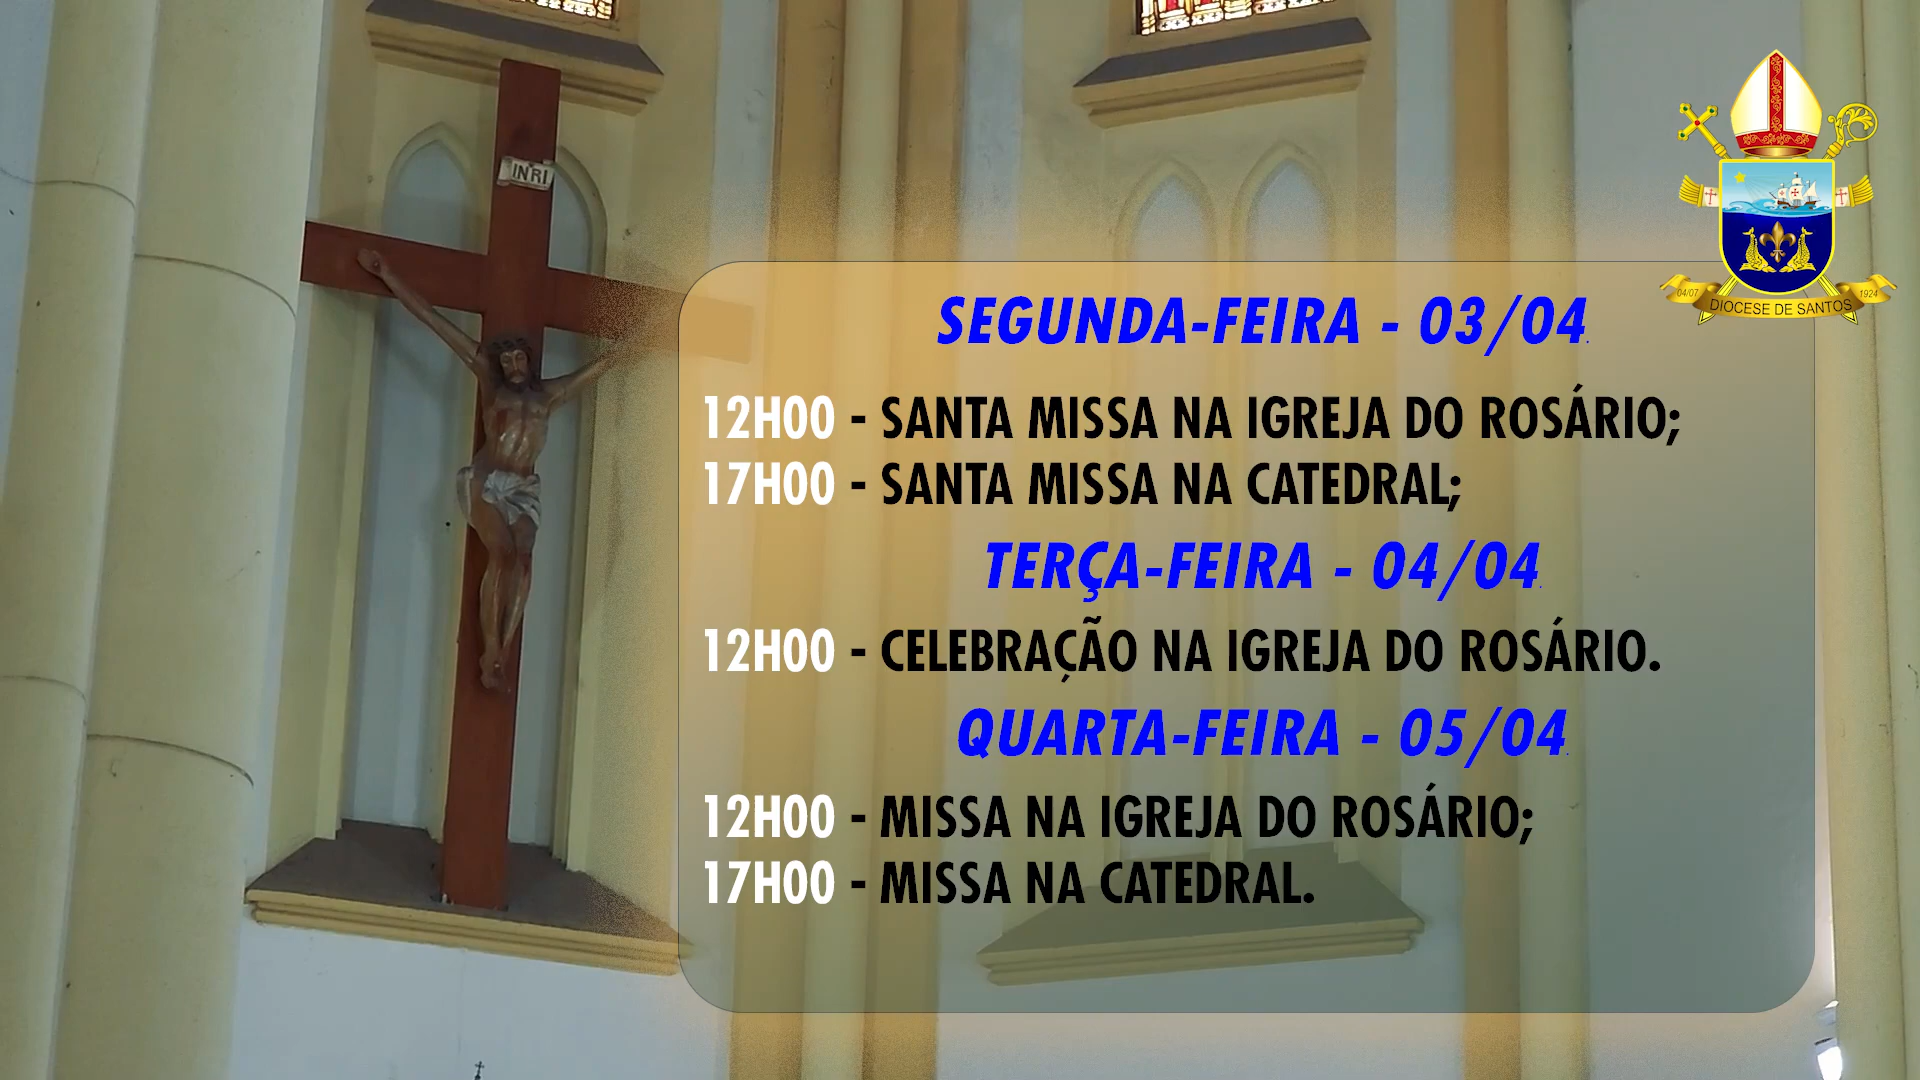 INRI
04/07 DIOCESE DE SANTOS 1924
SEGUNDA-FEIRA - 03/04.
12H00 - SANTA MISSA NA IGREJA DO ROSÁRIO;
17H00 - SANTA MISSA NA CATEDRAL;
TERÇA-FEIRA - 04/04.
12H00 - CELEBRAÇÃO NA IGREJA DO ROSÁRIO.
QUARTA-FEIRA - 05/04.
12H00 - MISSA NA IGREJA DO ROSÁRIO;
17H00 - MISSA NA CATEDRAL.